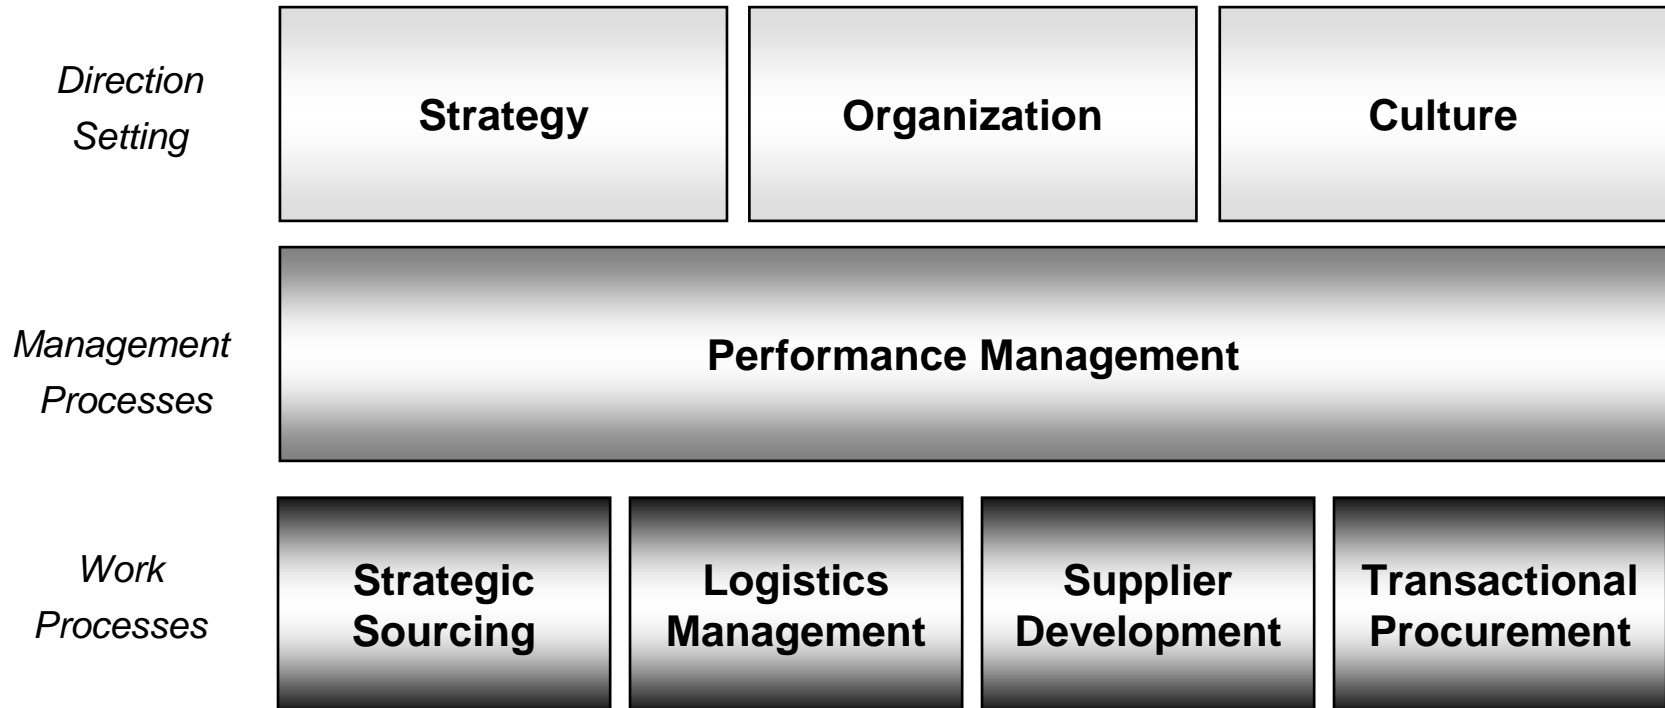 Direction
Setting
Strategy
Organization
Culture
Management
Processes
Performance Management
Work
Processes
Strategic
Sourcing
Logistics
Management
Supplier
Development
Transactional
Procurement